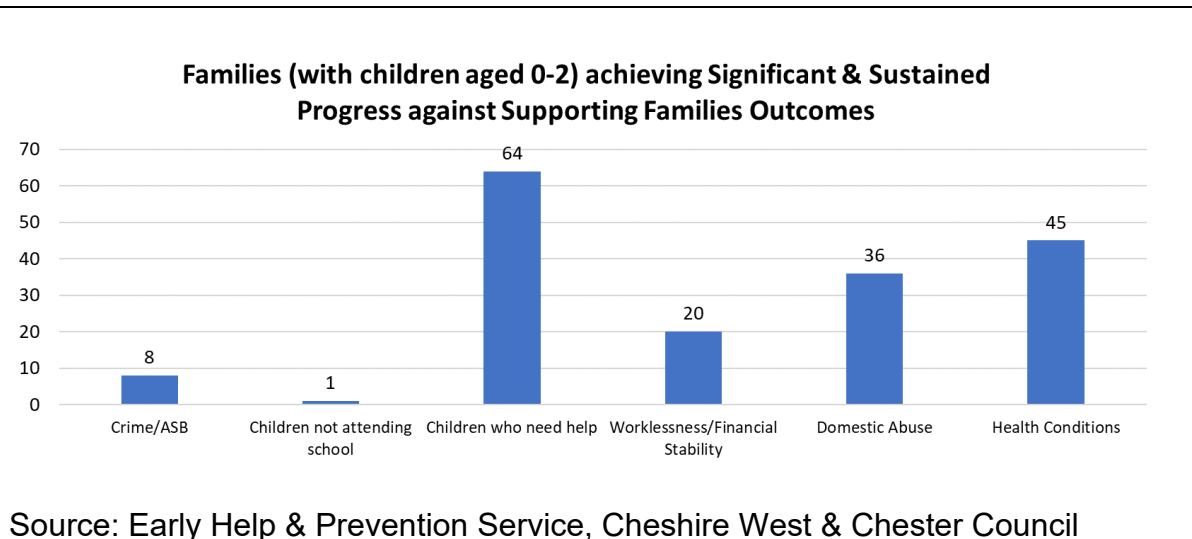 Families (with children aged 0-2) achieving Significant & Sustained
Progress against Supporting Families Outcomes
70
60
50
40
30
20
10
0
8
1
64
20
36
45
Crime/ASB
Children not attending
school
Children who need help
Worklessness/Financial
Stability
Domestic Abuse
Health Conditions
Source: Early Help & Prevention Service, Cheshire West & Chester Council